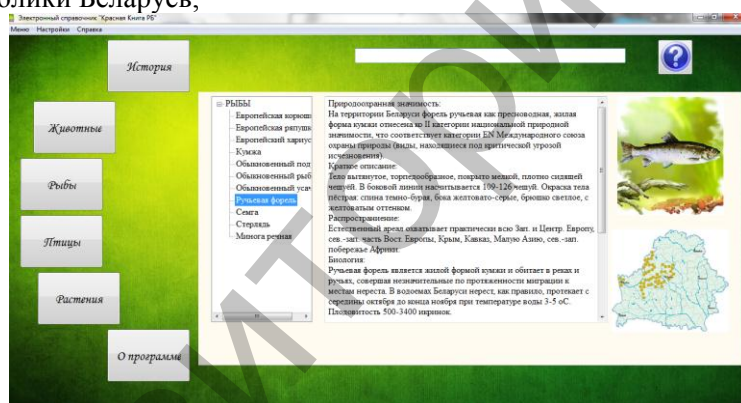 блики Беларусь,
Электронный справочник "Красная Книга РБ"
Меню Настройки Справка
История
Животные
Рыбы
Птицы
Растения
О программе
РЫБЫ
Европейская корюш
Европейская ряпушк
Европейский хариус
Кумжа
Обыкновенный под
Обыкновенный рыб
Обыкновенный усач
Ручьевая форель
Семга
Стерлядь
Минога речная
Природоохранная значимость:
На территории Беларуси форель ручьевая как пресноводная, жилая
форма кумжи отнесена ко II категории национальной природной
значимости, что соответствует категории EN Международного союза
охраны природы (виды, находящиеся под критической угрозой
исчезновения).
Краткое описание:
Тело вытянутое, торпедообразное, покрыто мелкой, плотно сидящей
чешуёй. В боковой линии насчитывается 109-126 чешуй. Окраска тела
пёстрая: спина темно-бурая, бока желтовато-серые, брюшко светлое, с
желтоватым оттенком.
Распространение:
Естественный ареал охватывает практически всю Зап. и Центр. Европу,
сев.-зап. часть Вост. Европы, Крым, Кавказ, Малую Азию, сев.-зап.
побережье Африки.
Биология:
Ручьевая форель является жилой формой кумжи и обитает в реках и
ручьях, совершая незначительные по протяженности миграции к
местам нереста. В водоемах Беларуси нерест, как правило, протекает с
середины октября до конца ноября при температуре воды 3-5 оС.
Плодовитость 500-3400 икринок.